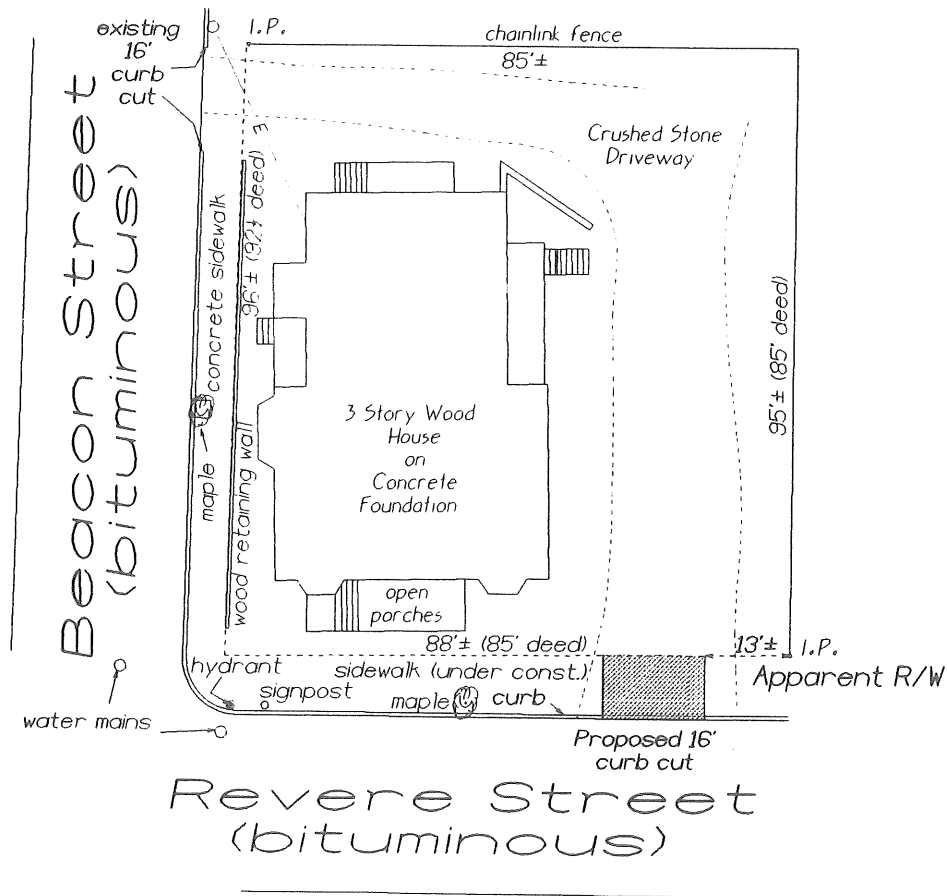 existing
16'
curb
cut
I.P.
chainlink fence
85'±
Crushed Stone
Driveway
E
Beacon Street
(bituminous)
concrete sidewalk
96'± (92± deed)
maple
wood retaining wall
3 Story Wood
House
on
Concrete
Foundation
95'± (85' deed)
open
porches
88'± (85' deed)
13'±
I.P.
Apparent R/W
hydrant
sidewalk (under const.)
signpost
maple
curb
water mains
Proposed 16'
curb cut
Revere Street
(bituminous)